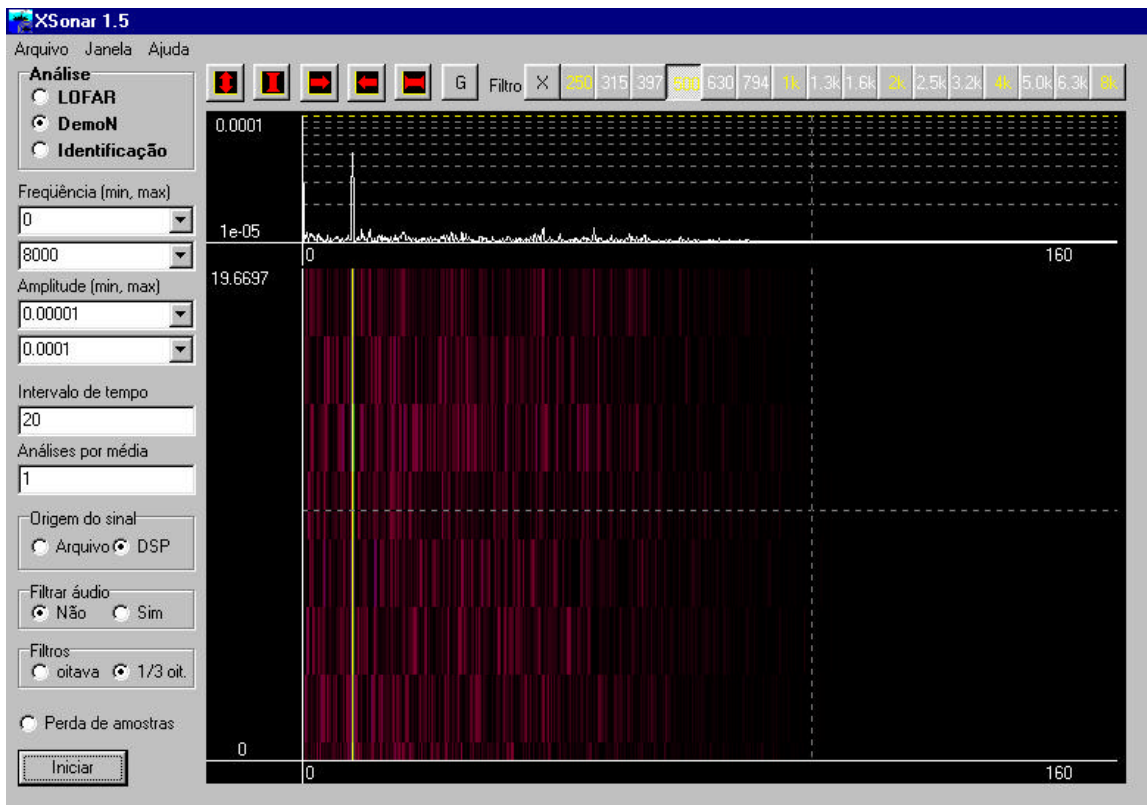 XSonar 1.5
Arquivo Janela Ajuda
Análise
LOFAR
DemoN
Identificação
G Filtro X 250 315 397 500 630 794 1k 1.3k 1.6k 2k 2.5k 3.2k 4k 5.0k 6.3k 8k
Freqüência (min, max)
0
8000
Amplitude (min, max)
0.00001
0.0001
Intervalo de tempo
20
Análises por média
1
Origem do sinal
Arquivo DSP
Filtrar áudio
Não Sim
Filtros
oitava 1/3 oit.
Perda de amostras
Iniciar
0.0001
1e-05
0 160
19.6697
0
0 160